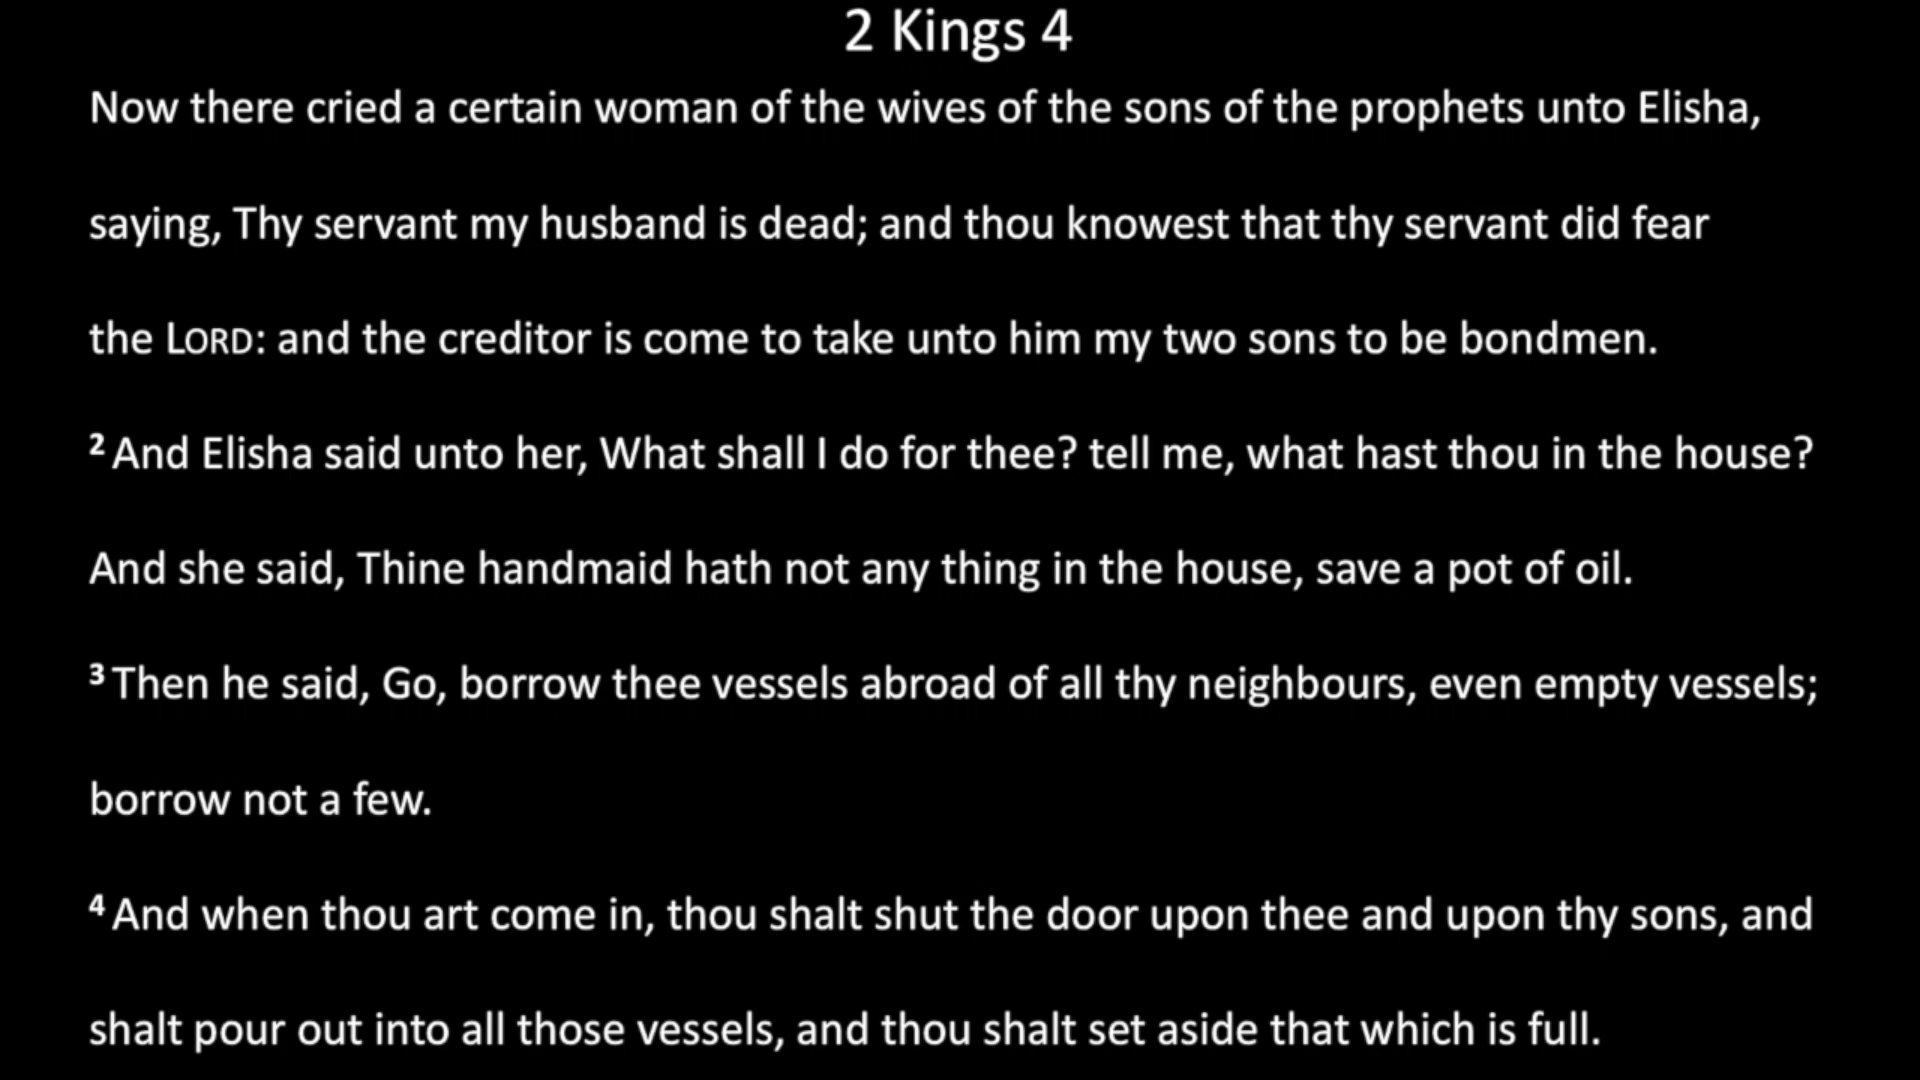 2 Kings 4
Now there cried a certain woman of the wives of the sons of the prophets unto Elisha,
saying, Thy servant my husband is dead; and thou knowest that thy servant did fear
the LORD: and the creditor is come to take unto him my two sons to be bondmen.
2 And Elisha said unto her, What shall I do for thee? tell me, what hast thou in the house?
And she said, Thine handmaid hath not any thing in the house, save a pot of oil.
3 Then he said, Go, borrow thee vessels abroad of all thy neighbours, even empty vessels;
borrow not a few.
4 And when thou art come in, thou shalt shut the door upon thee and upon thy sons, and
shalt pour out into all those vessels, and thou shalt set aside that which is full.